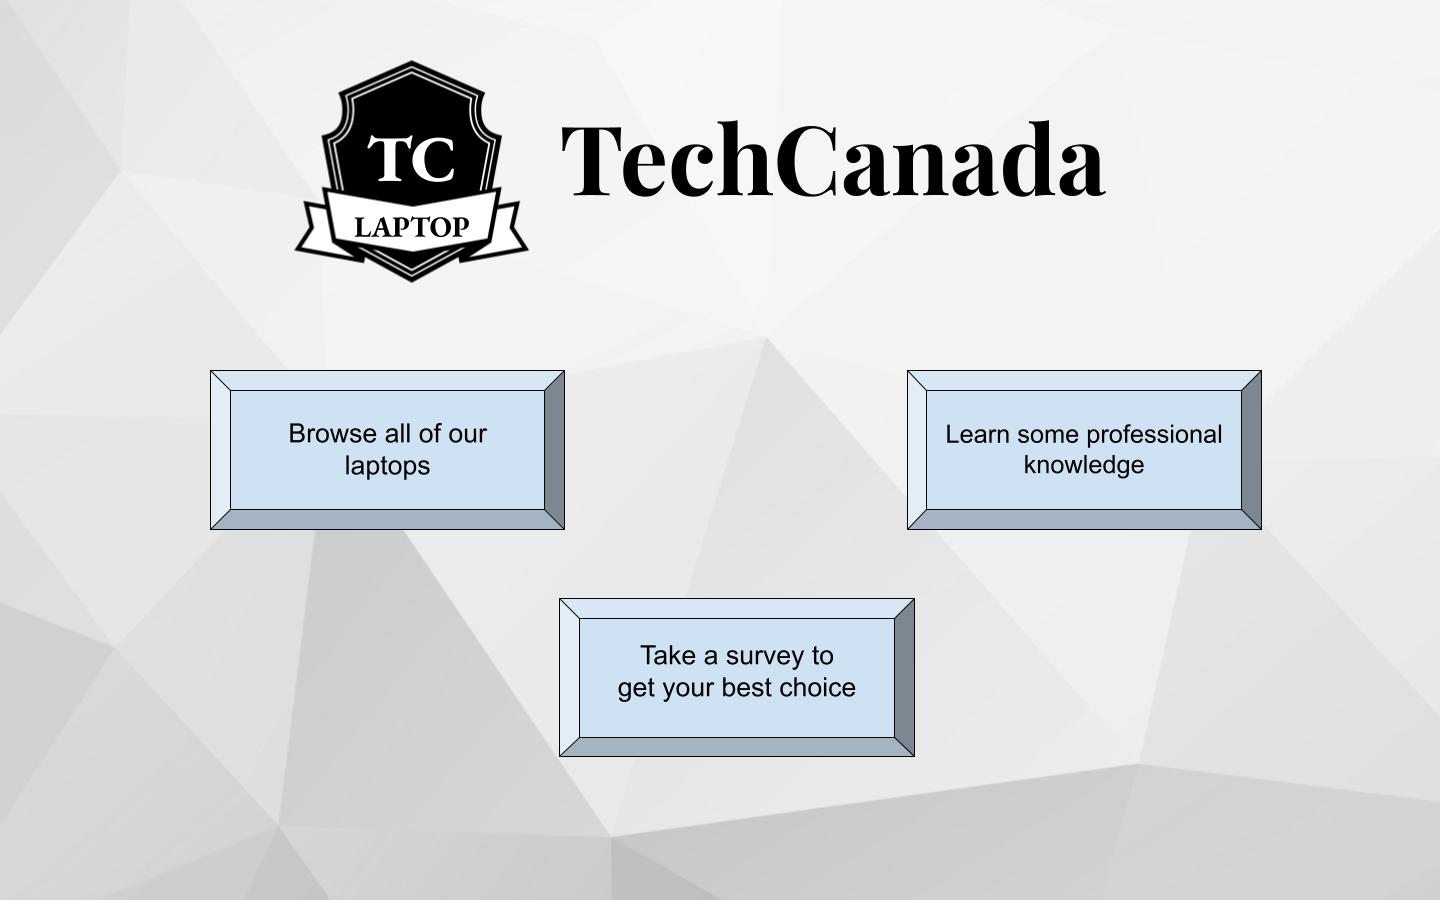 TC
LAPTOP
TechCanada
Browse all of our
laptops
Learn some professional
knowledge
Take a survey to
get your best choice